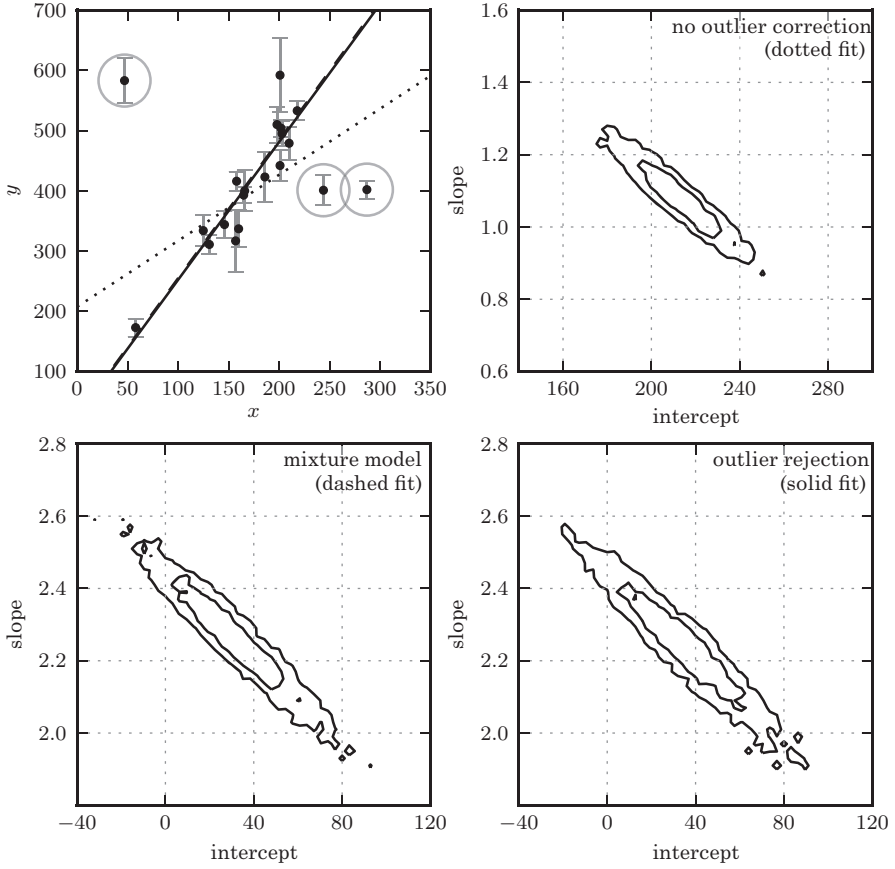 700
600
500
400
300
200
100
y
0 50 100 150 200 250 300 350
x
no outlier correction
(dotted fit)
1.6
1.4
1.2
1.0
0.8
0.6
slope
160 200 240 280
intercept
mixture model
(dashed fit)
2.8
2.6
2.4
2.2
2.0
slope
−40 0 40 80 120
intercept
outlier rejection
(solid fit)
2.8
2.6
2.4
2.2
2.0
slope
−40 0 40 80 120
intercept